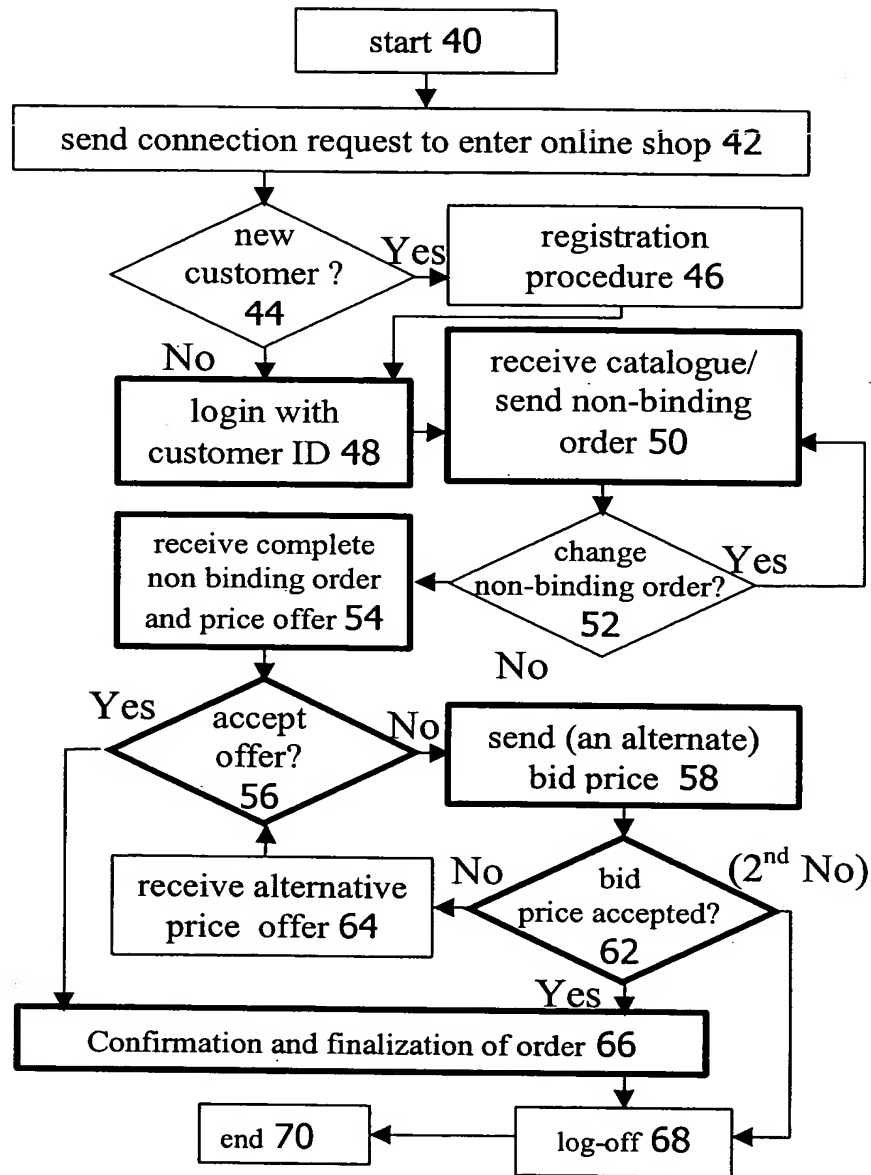 start 40
send connection request to enter online shop 42
new
customer ?
44
Yes
registration
procedure 46
No
login with
customer ID 48
receive catalogue/
send non-binding
order 50
receive complete
non binding order
and price offer 54
change
non-binding order?
52
Yes
No
Yes
accept
offer?
56
No
send (an alternate)
bid price 58
receive alternative
price offer 64
No
bid
price accepted?
62
(2nd No)
Yes
Confirmation and finalization of order 66
end 70
log-off 68